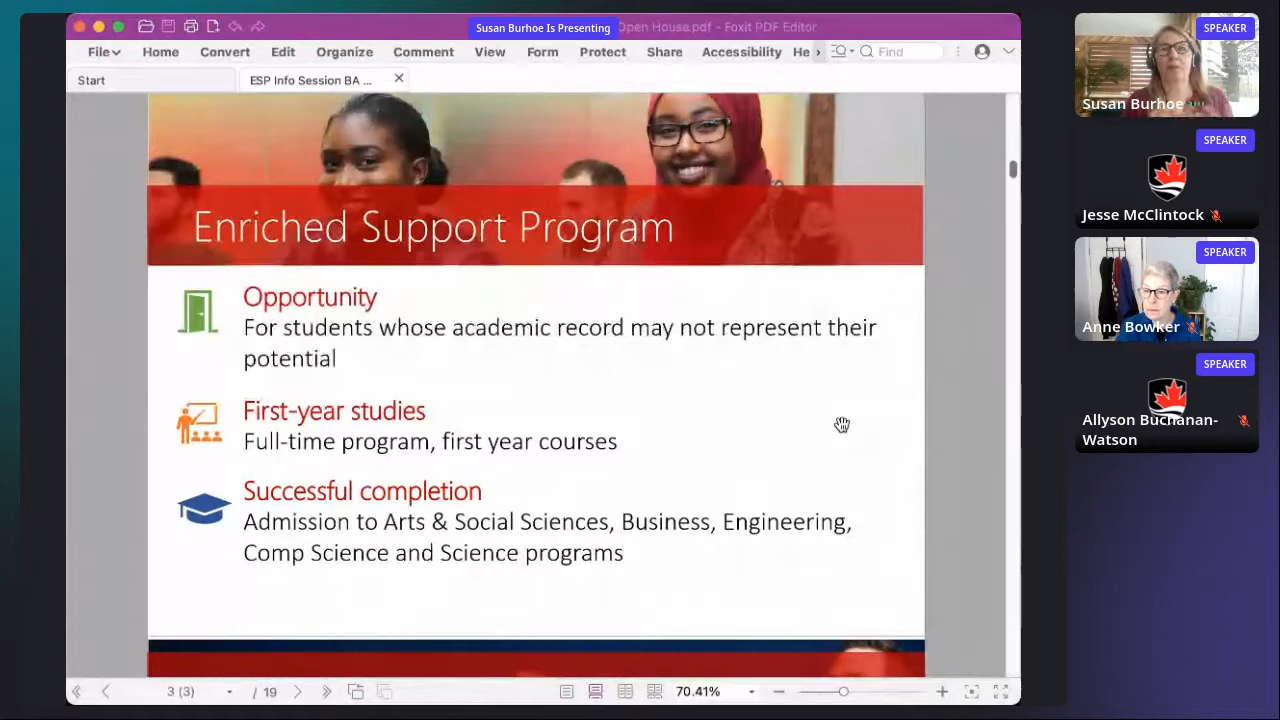 Susan Burhoe Is Presenting
Open House.pdf - Foxit PDF Editor
File Home Convert Edit Organize Comment View Form Protect Share Accessibility He Find
Start
ESP Info Session BA ...
Enriched Support Program
Opportunity
For students whose academic record may not represent their
potential
First-year studies
Full-time program, first year courses
Successful completion
Admission to Arts & Social Sciences, Business, Engineering,
Comp Science and Science programs
3 (3) / 19
70.41%
SPEAKER
Susan Burhoe
SPEAKER
Jesse McClintock
SPEAKER
Anne Bowker
SPEAKER
Allyson Buchanan-
Watson